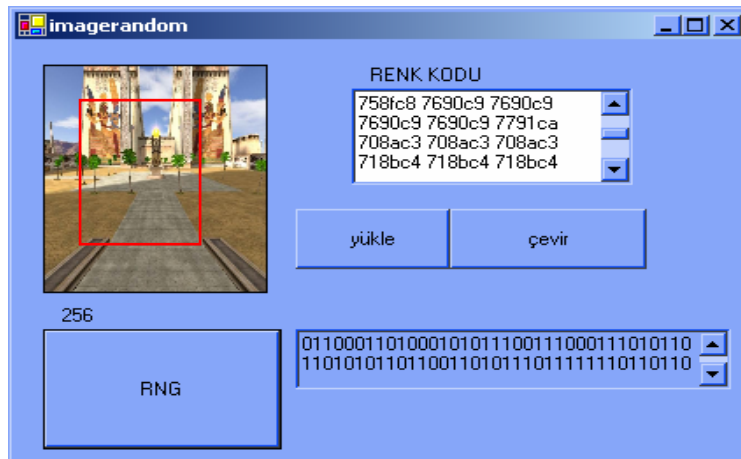 imagerandom
RENK KODU
758fc8 7690c9 7690c9
7690c9 7690c9 7791ca
708ac3 708ac3 708ac3
718bc4 718bc4 718bc4
yükle
çevir
256
RNG
0110001101000101011100111000111010110
1101010110110011010111011111110110110